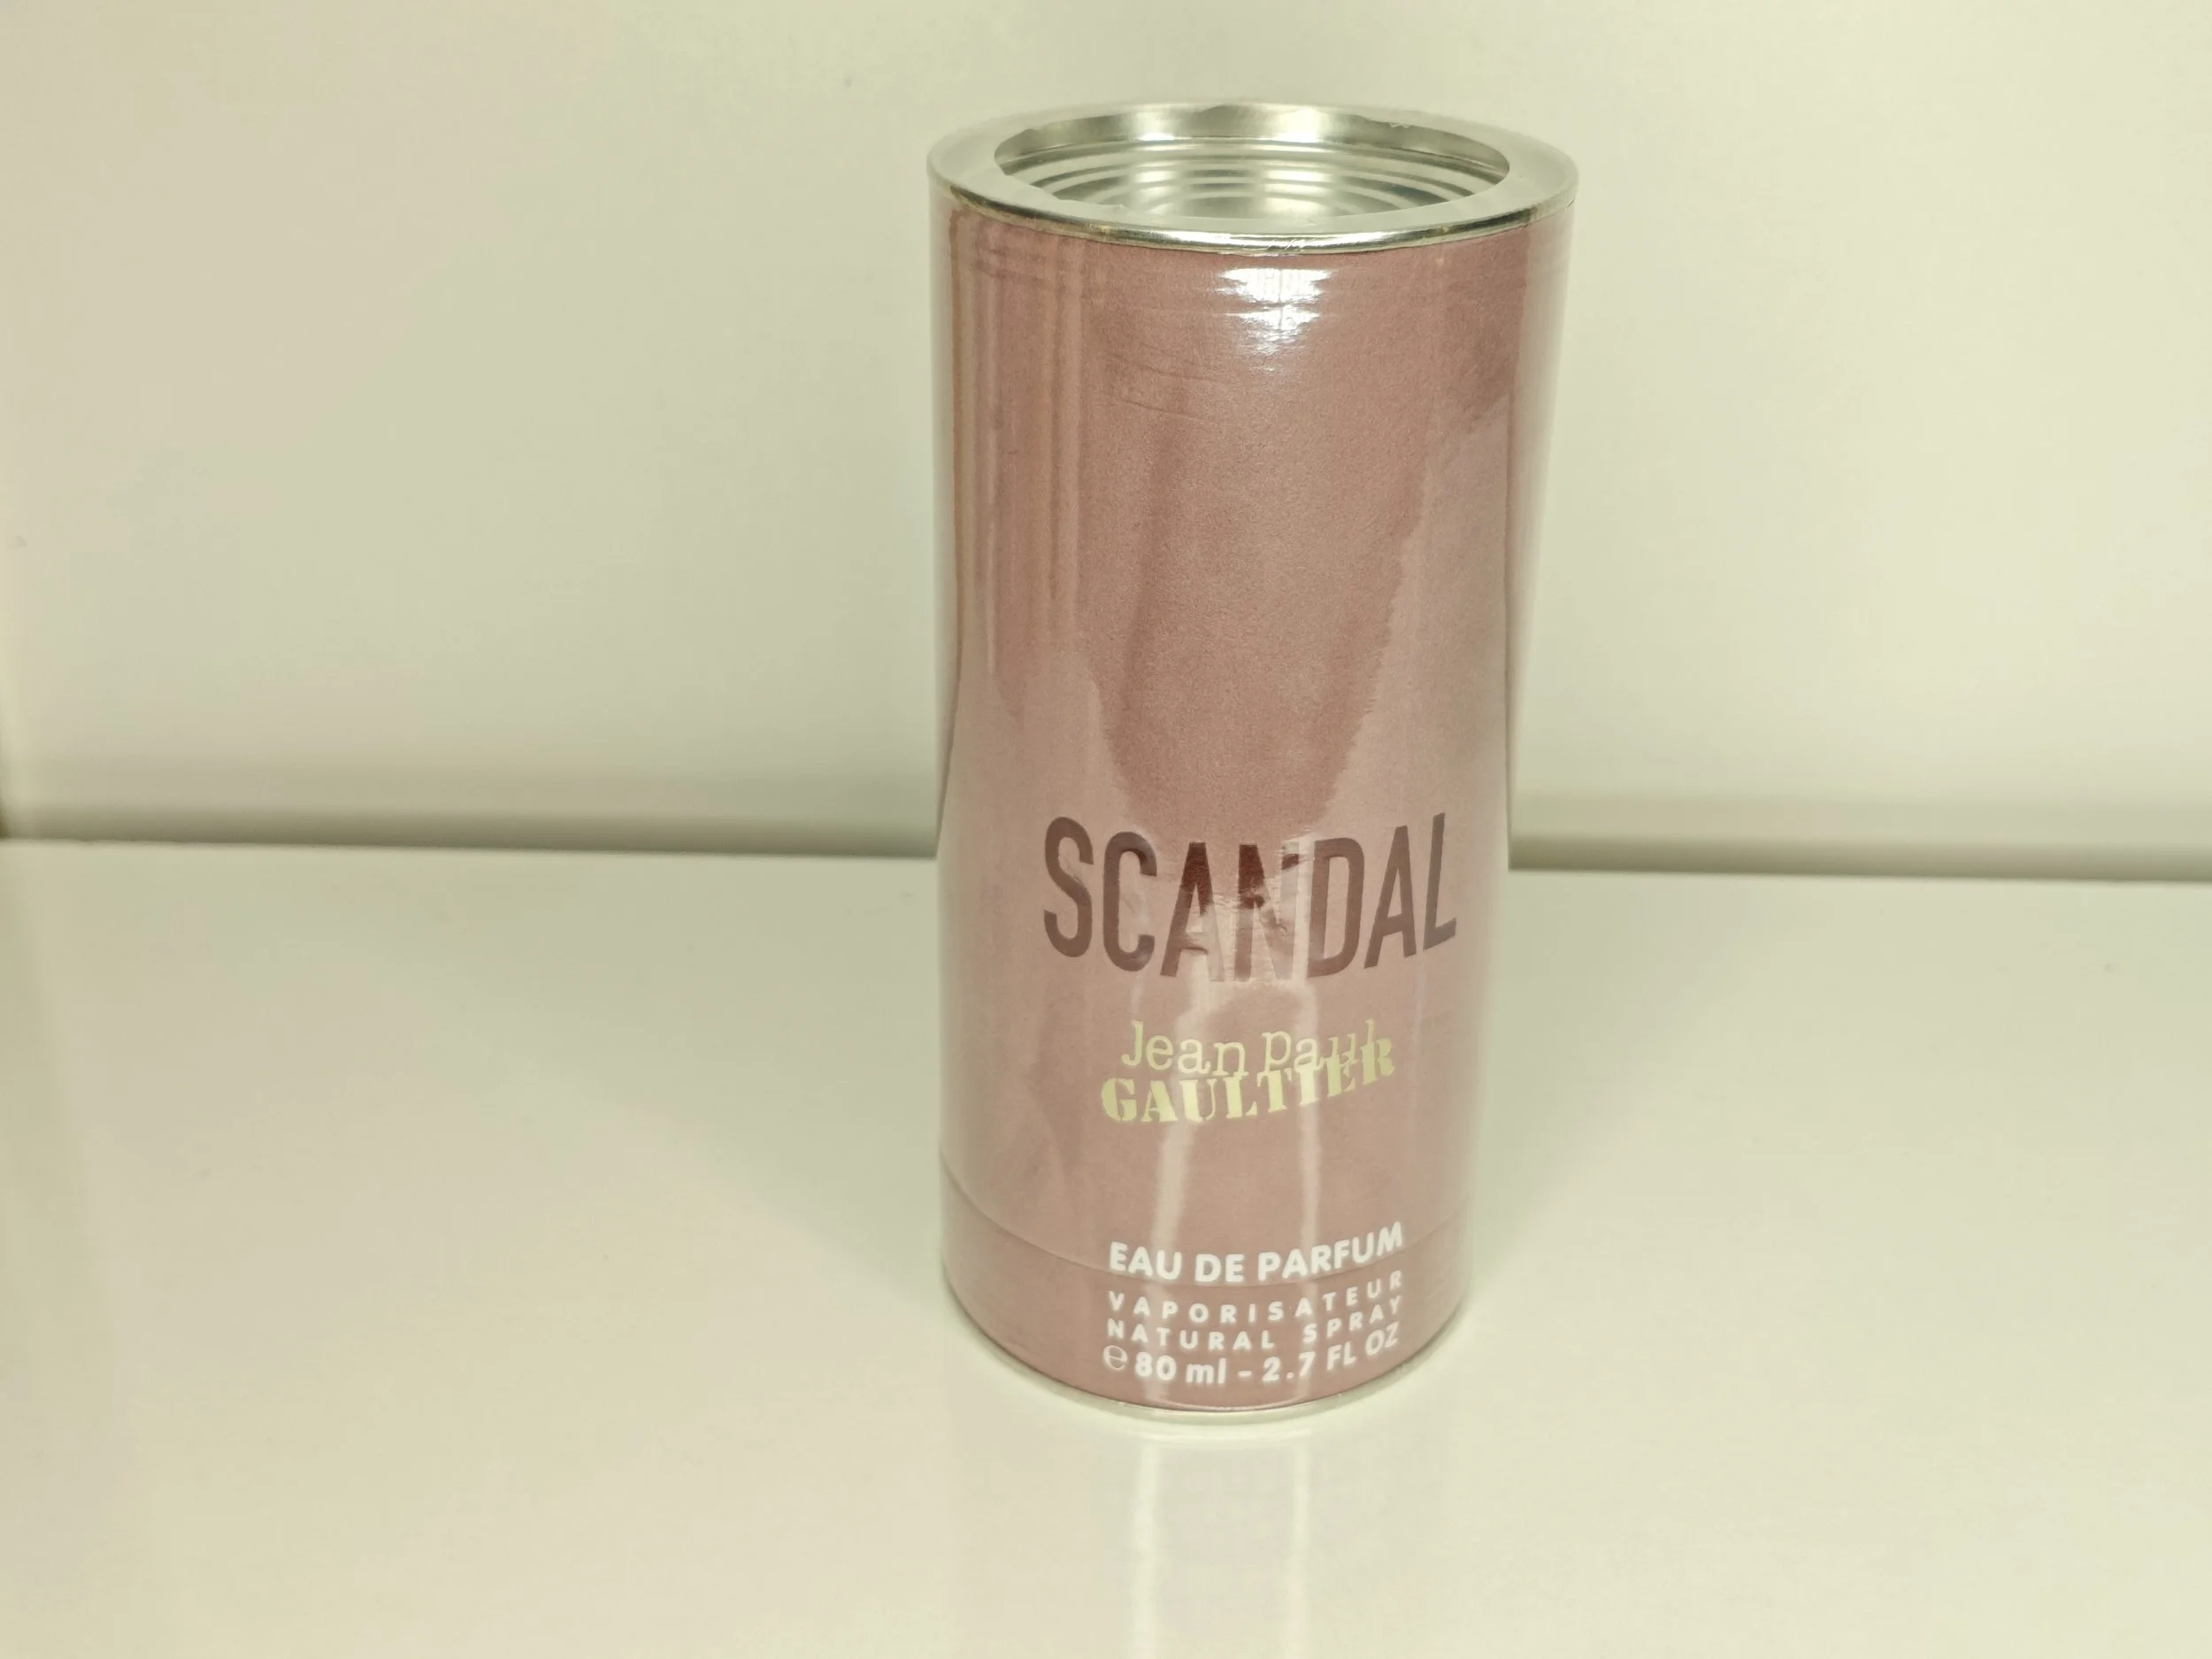 SCANDAL
Jean Paul
GAULTIER
EAU DE PARFUM
VAPORISATEUR
NATURAL SPRAY
℮ 80 ml - 2.7 FL OZ